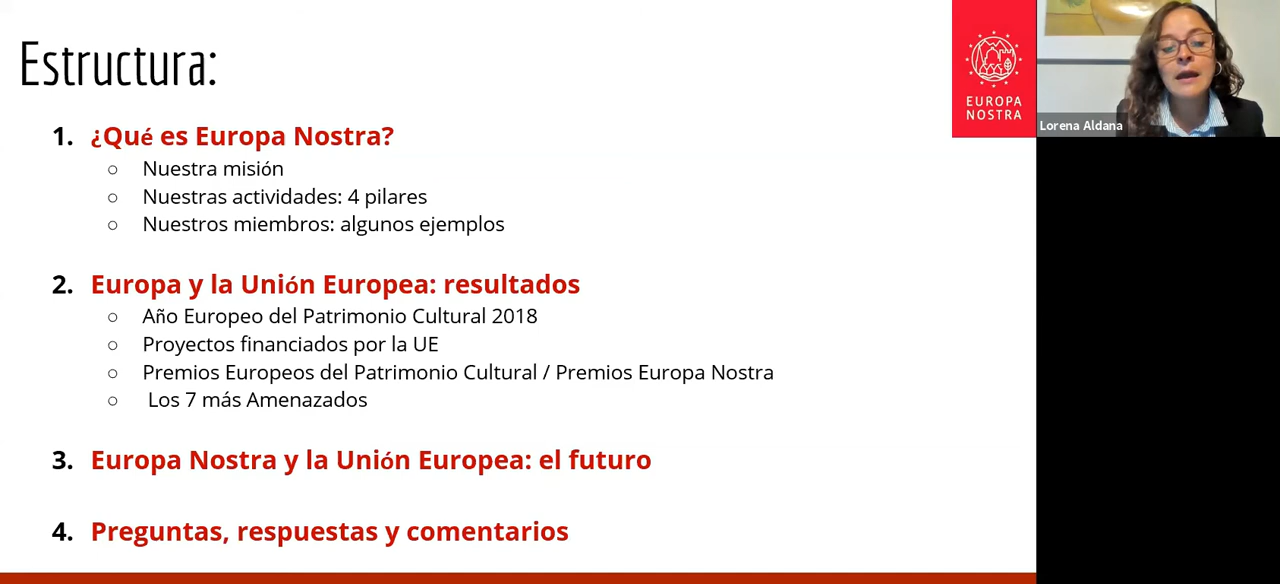 Estructura:
1. ¿Qué es Europa Nostra?
○ Nuestra misión
○ Nuestras actividades: 4 pilares
○ Nuestros miembros: algunos ejemplos
2. Europa y la Unión Europea: resultados
○ Año Europeo del Patrimonio Cultural 2018
○ Proyectos financiados por la UE
○ Premios Europeos del Patrimonio Cultural / Premios Europa Nostra
○ Los 7 más Amenazados
3. Europa Nostra y la Unión Europea: el futuro
4. Preguntas, respuestas y comentarios
EUROPA
NOSTRA
Lorena Aldana